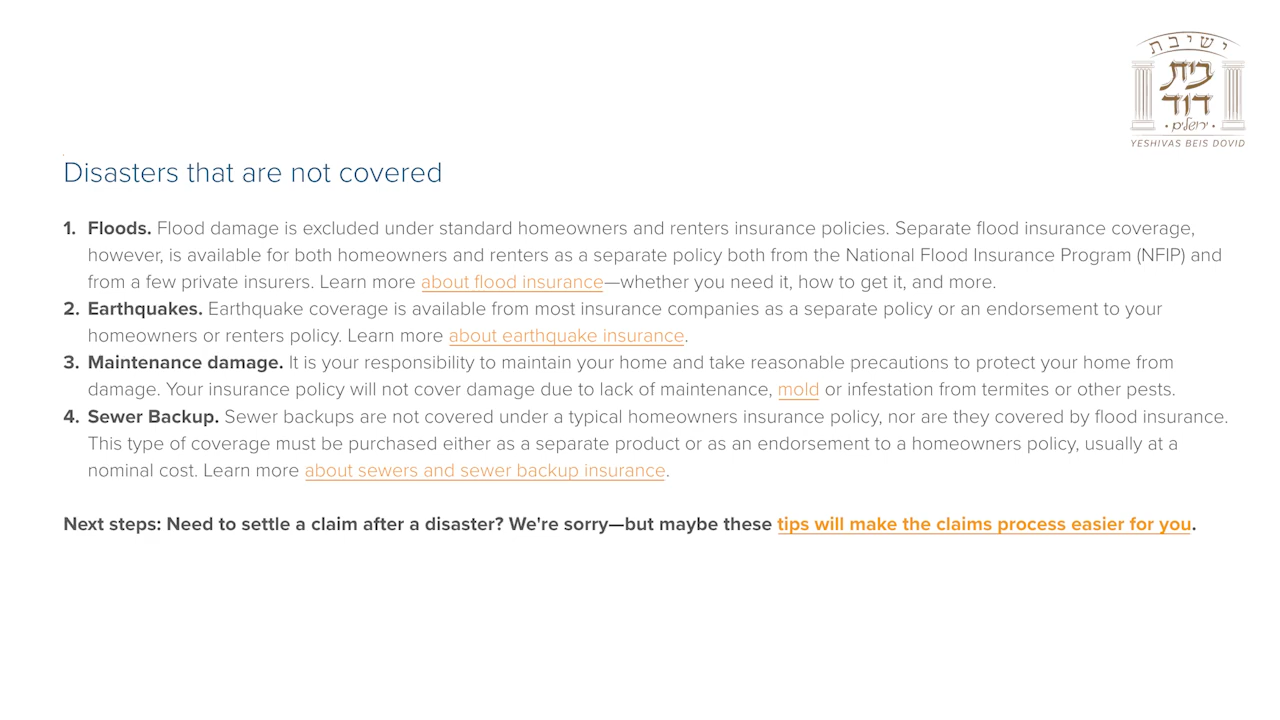 ישיבת
בית
דוד
• ירושלים •
YESHIVAS BEIS DOVID
Disasters that are not covered
1. Floods. Flood damage is excluded under standard homeowners and renters insurance policies. Separate flood insurance coverage,
however, is available for both homeowners and renters as a separate policy both from the National Flood Insurance Program (NFIP) and
from a few private insurers. Learn more about flood insurance—whether you need it, how to get it, and more.
2. Earthquakes. Earthquake coverage is available from most insurance companies as a separate policy or an endorsement to your
homeowners or renters policy. Learn more about earthquake insurance.
3. Maintenance damage. It is your responsibility to maintain your home and take reasonable precautions to protect your home from
damage. Your insurance policy will not cover damage due to lack of maintenance, mold or infestation from termites or other pests.
4. Sewer Backup. Sewer backups are not covered under a typical homeowners insurance policy, nor are they covered by flood insurance.
This type of coverage must be purchased either as a separate product or as an endorsement to a homeowners policy, usually at a
nominal cost. Learn more about sewers and sewer backup insurance.
Next steps: Need to settle a claim after a disaster? We're sorry—but maybe these tips will make the claims process easier for you.